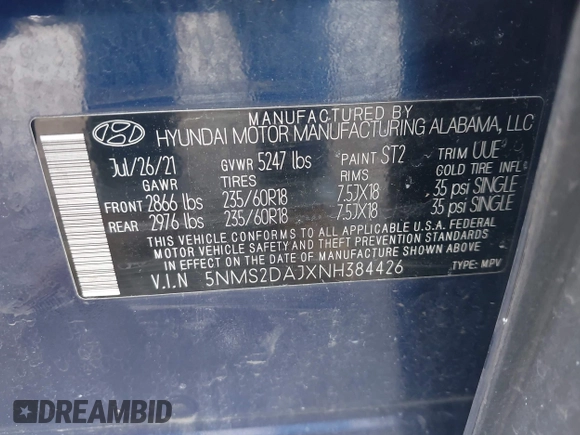 MANUFACTURED BY
HYUNDAI MOTOR MANUFACTURING ALABAMA, LLC
Jul/26/21 GVWR 5247 lbs PAINT ST2 TRIM UUE
GAWR TIRES RIMS COLD TIRE INFL
FRONT 2866 lbs 235/60R18 7.5JX18 35 psi SINGLE
REAR 2976 lbs 235/60R18 7.5JX18 35 psi SINGLE
THIS VEHICLE CONFORMS TO ALL APPLICABLE U.S.A. FEDERAL
MOTOR VEHICLE SAFETY AND THEFT PREVENTION STANDARDS
IN EFFECT ON THE DATE OF MANUFACTURE SHOWN ABOVE.
V.I.N 5NMS2DAJXNH384426 TYPE: MPV
DREAMBID